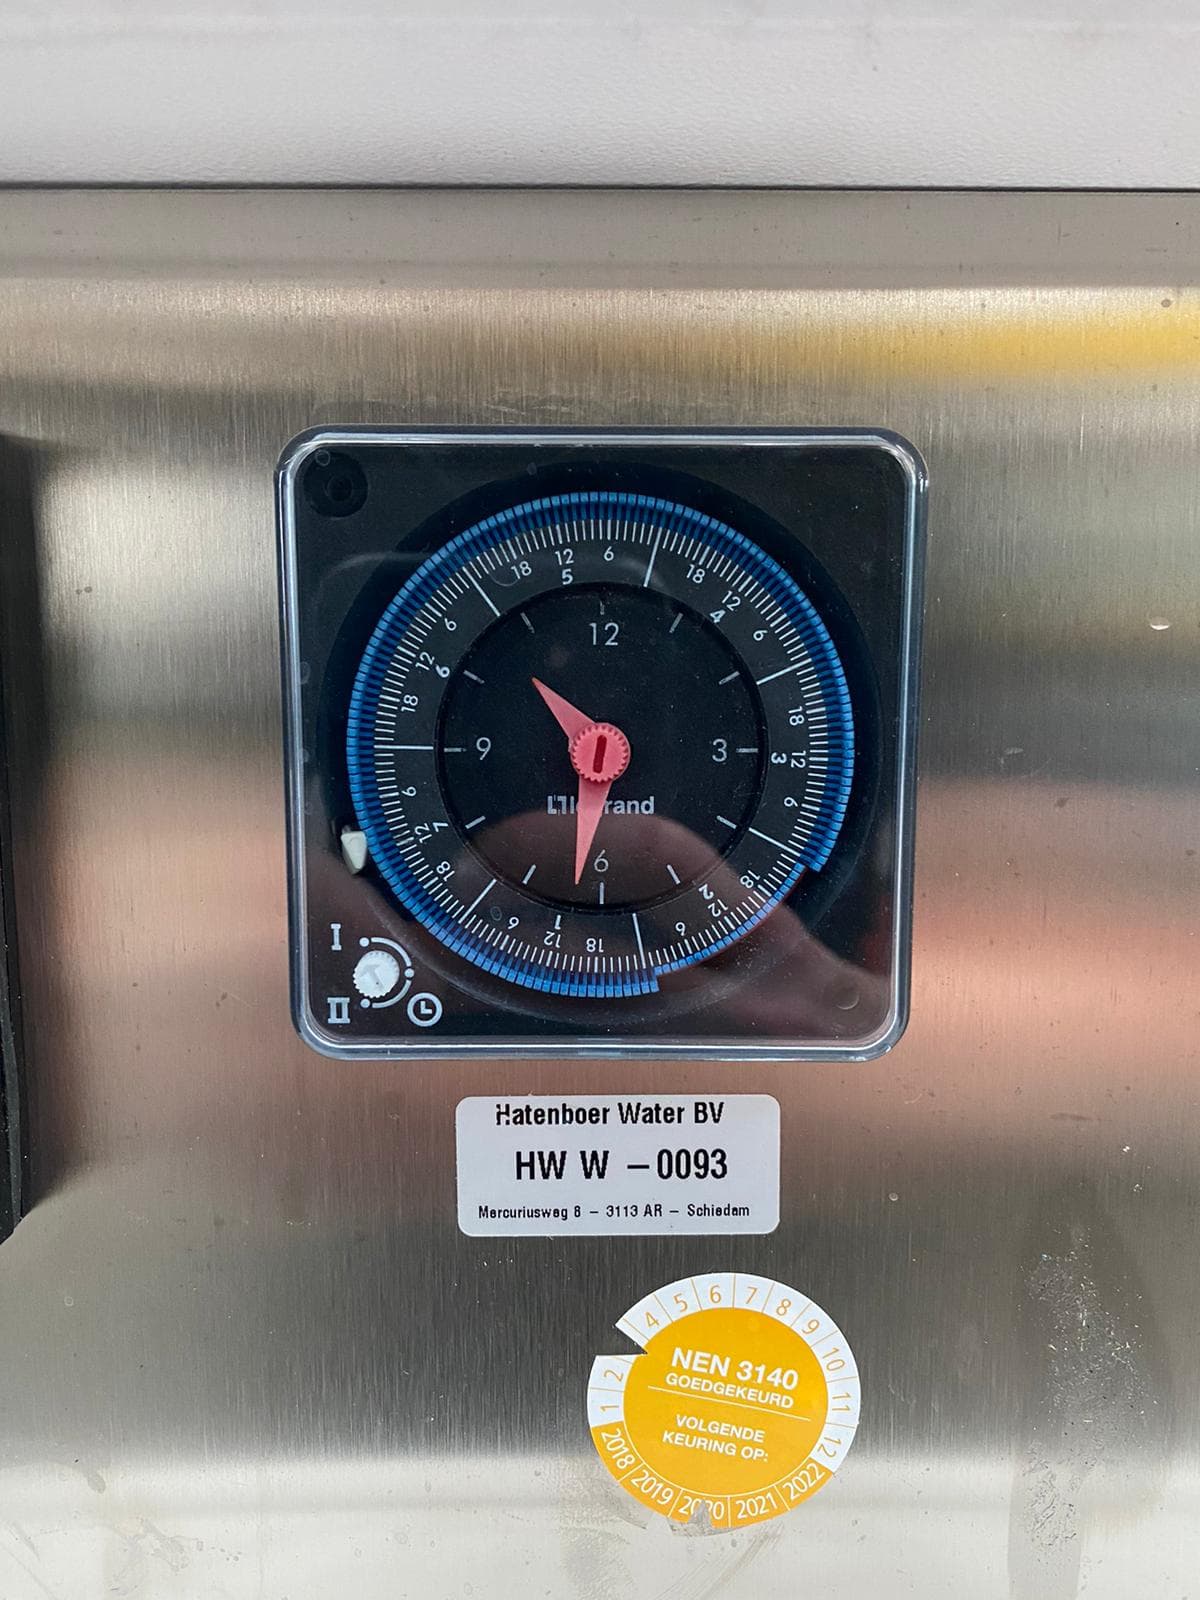 18 12 6 18 12 6 18 12 6 18 12 6 18 12 6 18 12 6 18 12 6
5 4 3 2 1 7 6
12
9 3
legrand
6
I
II
Hatenboer Water BV
HW W – 0093
Mercuriusweg 8 – 3113 AR – Schiedam
4 5 6 7 8 9 10 11 12
1 2
NEN 3140
GOEDGEKEURD
VOLGENDE
KEURING OP:
2018 2019 2020 2021 2022